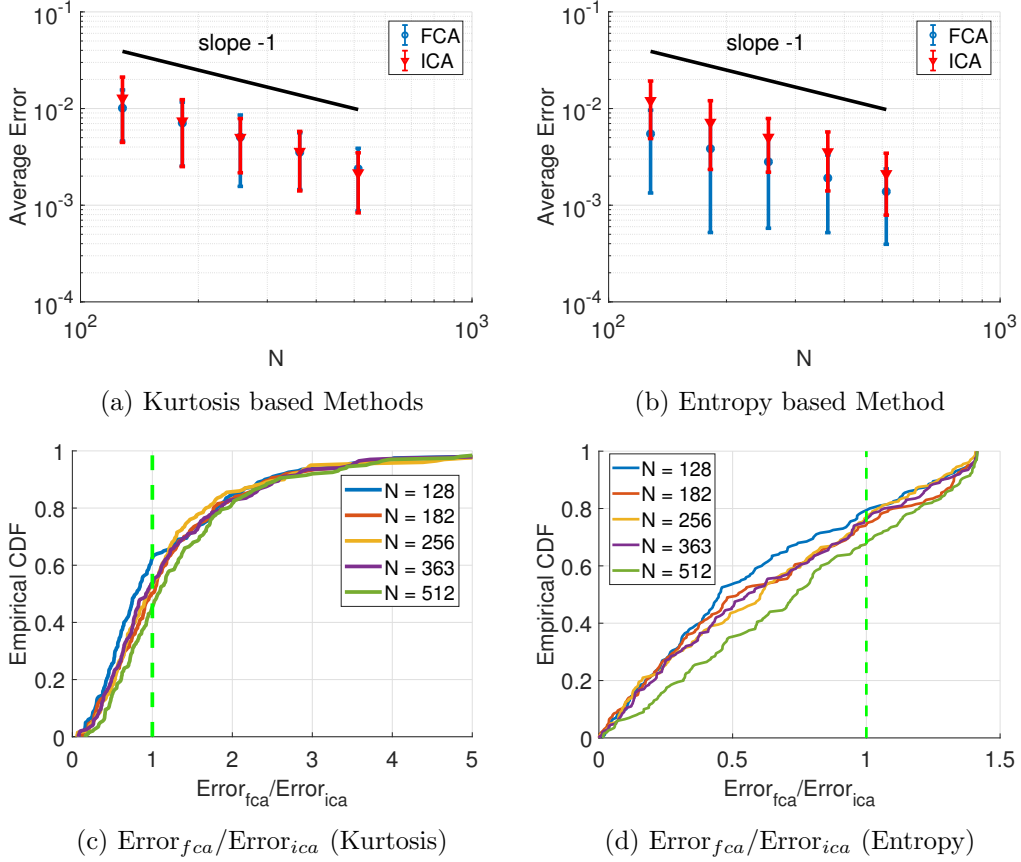 10^-1
10^-2
10^-3
10^-4
Average Error
slope -1
FCA
ICA
10^2
10^3
N
(a) Kurtosis based Methods
10^-1
10^-2
10^-3
10^-4
Average Error
slope -1
FCA
ICA
10^2
10^3
N
(b) Entropy based Method
1
0.8
0.6
0.4
0.2
0
Empirical CDF
N = 128
N = 182
N = 256
N = 363
N = 512
0 1 2 3 4 5
Error_fca/Error_ica
(c) Error_fca/Error_ica (Kurtosis)
1
0.8
0.6
0.4
0.2
0
Empirical CDF
N = 128
N = 182
N = 256
N = 363
N = 512
0 0.5 1 1.5
Error_fca/Error_ica
(d) Error_fca/Error_ica (Entropy)